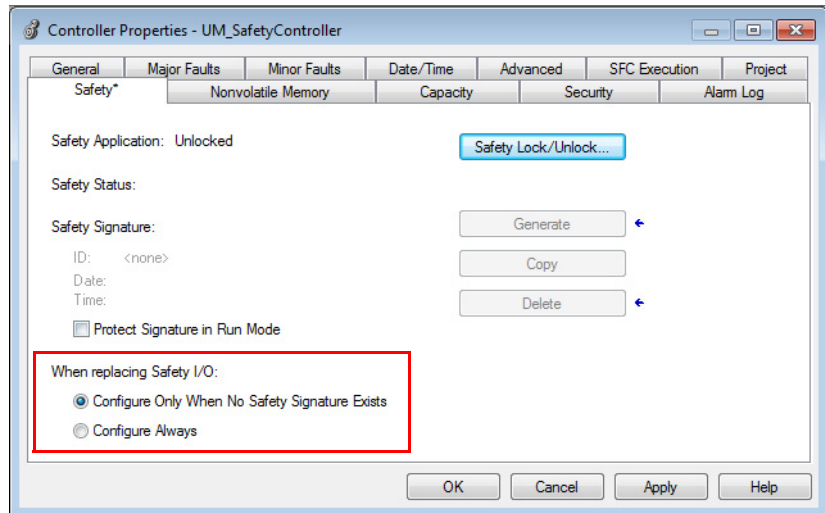 Controller Properties - UM_SafetyController
General Major Faults Minor Faults Date/Time Advanced SFC Execution Project
Safety* Nonvolatile Memory Capacity Security Alarm Log
Safety Application: Unlocked Safety Lock/Unlock...
Safety Status:
Safety Signature: Generate
ID: <none> Copy
Date:
Time: Delete
Protect Signature in Run Mode
When replacing Safety I/O:
Configure Only When No Safety Signature Exists
Configure Always
OK Cancel Apply Help